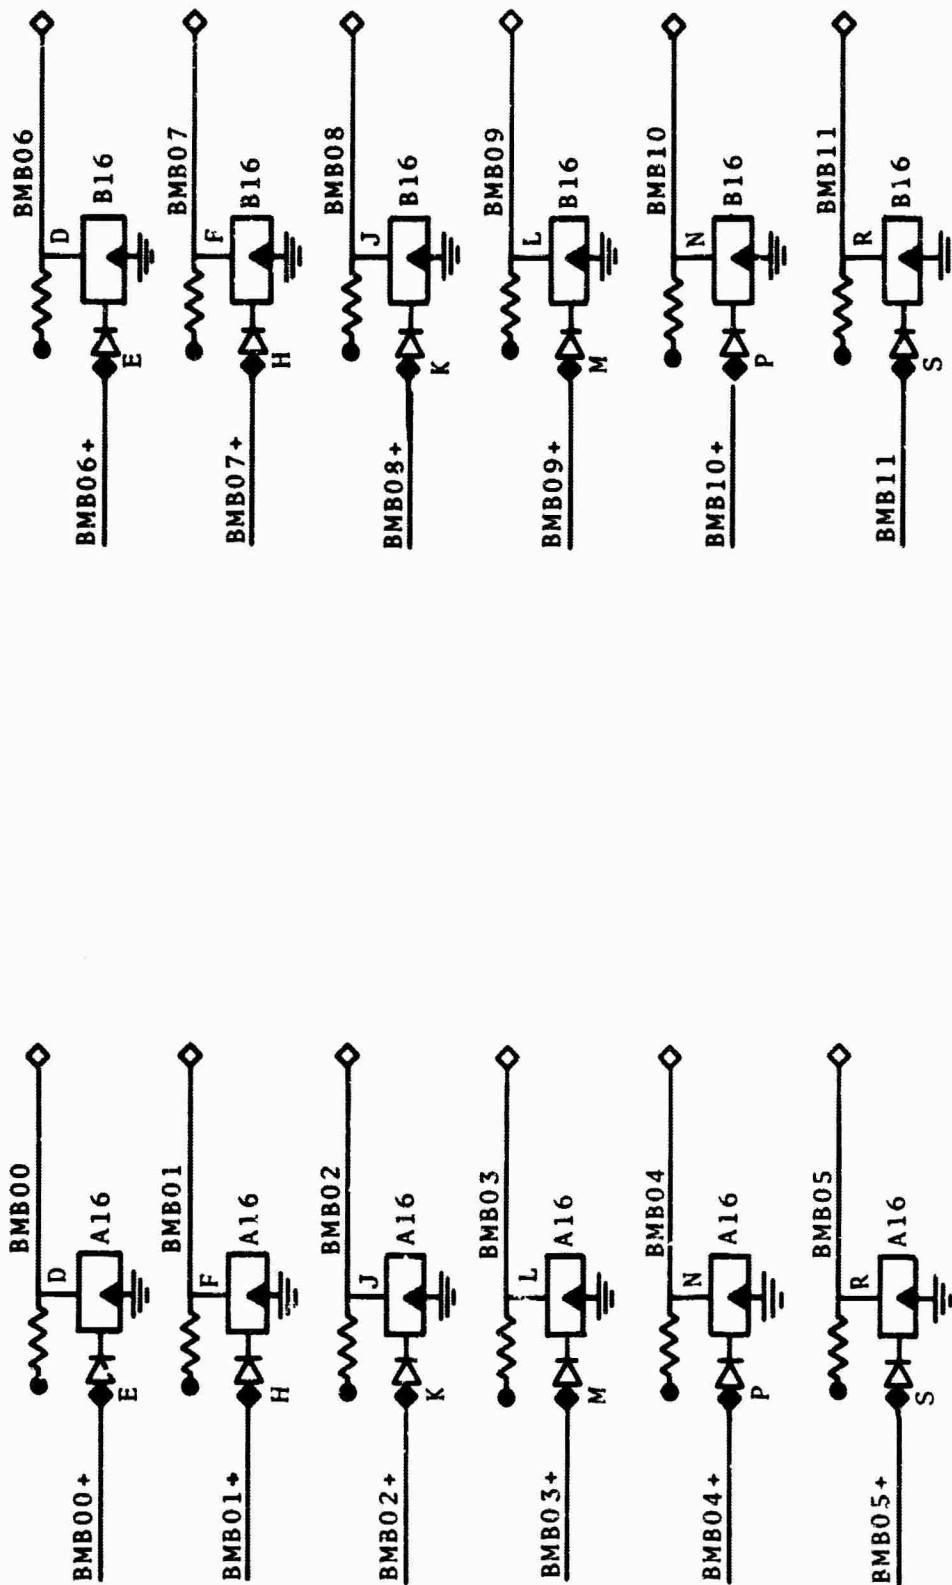 BMB00
D
A16
E
BMB00+
BMB01
F
A16
H
BMB01+
BMB02
J
A16
K
BMB02+
BMB03
L
A16
M
BMB03+
BMB04
N
A16
P
BMB04+
BMB05
R
A16
S
BMB05+
BMB06
D
B16
E
BMB06+
BMB07
F
B16
H
BMB07+
BMB08
J
B16
K
BMB08+
BMB09
L
B16
M
BMB09+
BMB10
N
B16
P
BMB10+
BMB11
R
B16
S
BMB11